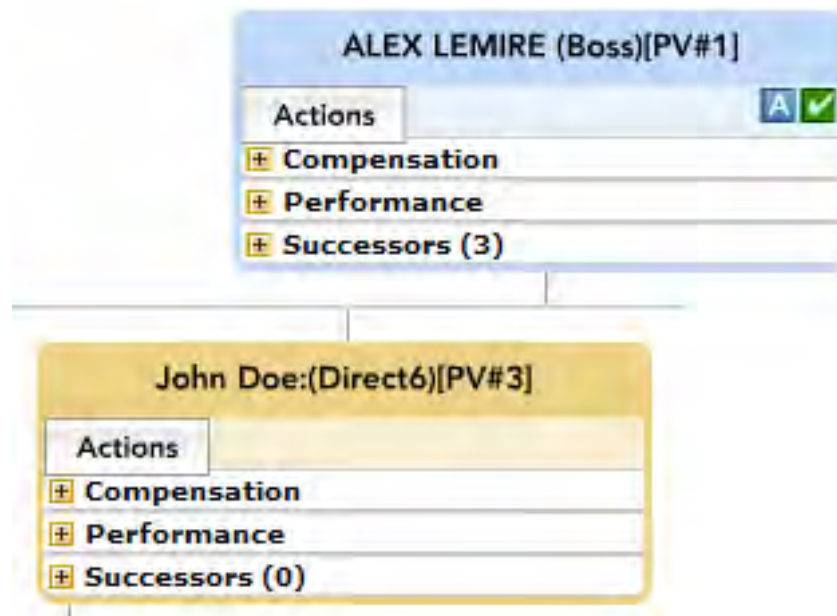 ALEX LEMIRE (Boss)[PV#1]
Actions
A
Compensation
Performance
Successors (3)
John Doe:(Direct6)[PV#3]
Actions
Compensation
Performance
Successors (0)